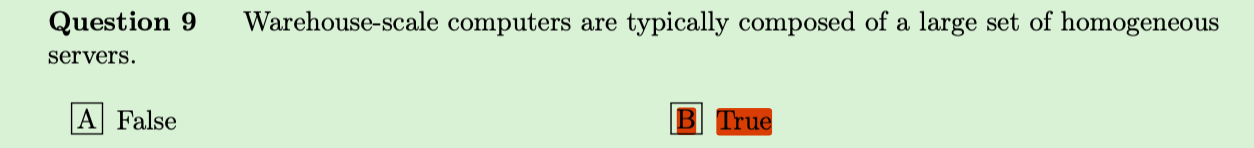 Question 9 Warehouse-scale computers are typically composed of a large set of homogeneous
servers.
A False B True